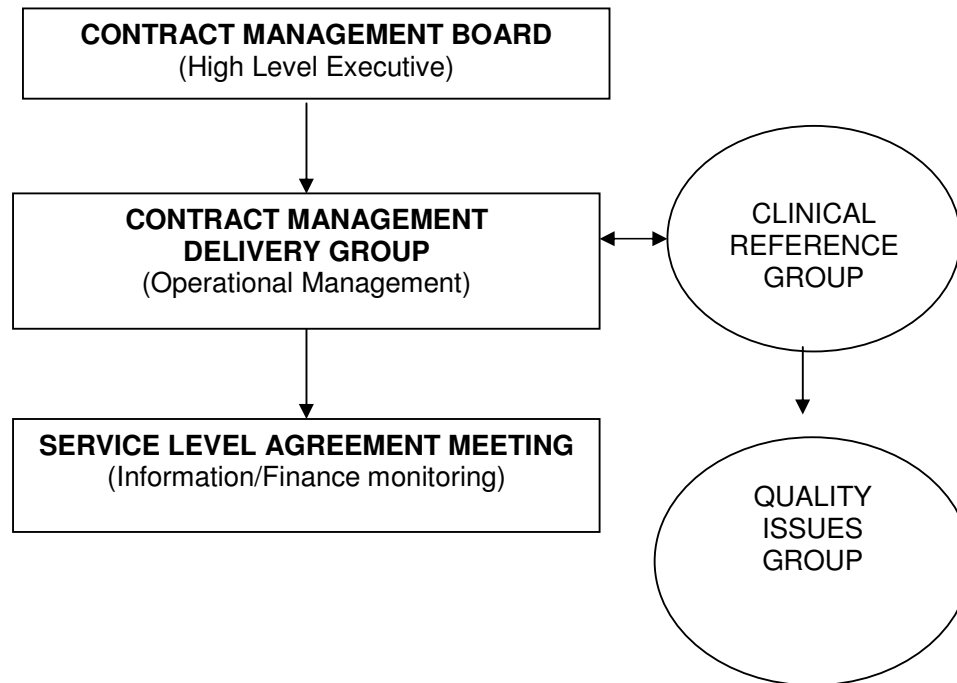 CONTRACT MANAGEMENT BOARD
(High Level Executive)
CONTRACT MANAGEMENT
DELIVERY GROUP
(Operational Management)
CLINICAL
REFERENCE
GROUP
SERVICE LEVEL AGREEMENT MEETING
(Information/Finance monitoring)
QUALITY
ISSUES
GROUP